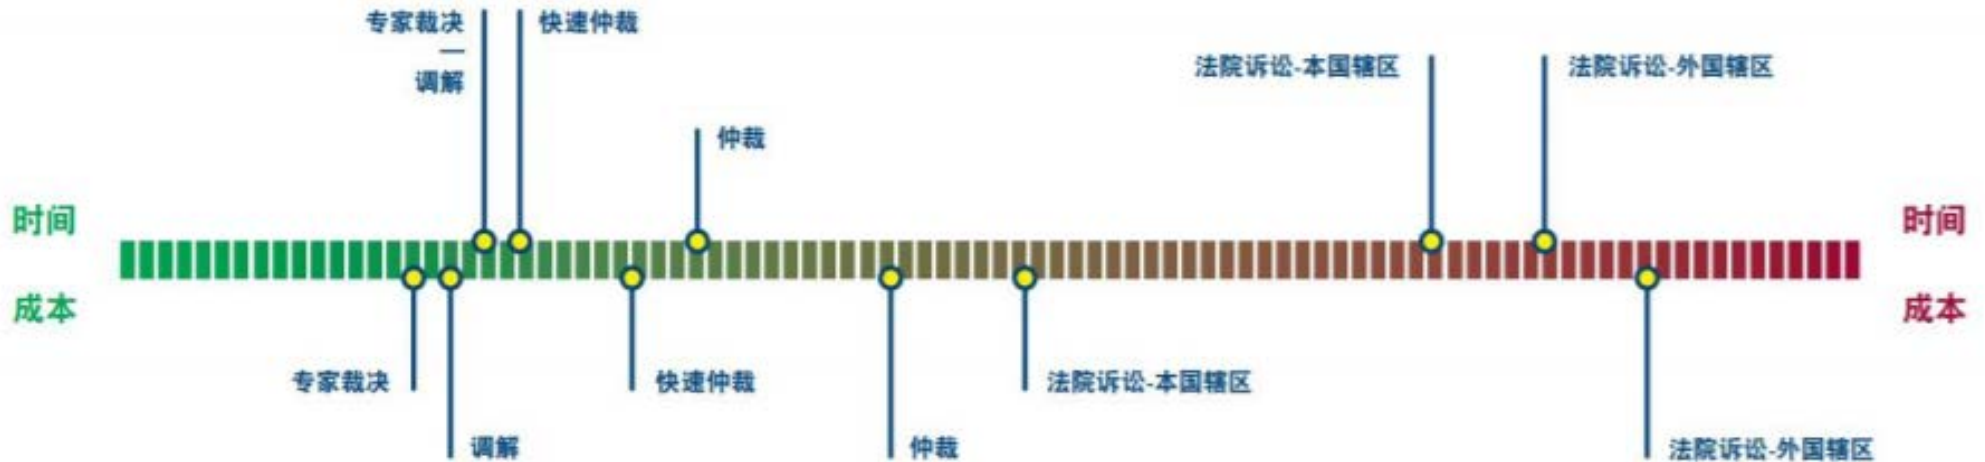 专家裁决
—
调解
快速仲裁
法院诉讼-本国辖区
法院诉讼-外国辖区
仲裁
时间
时间
成本
成本
专家裁决
快速仲裁
法院诉讼-本国辖区
调解
仲裁
法院诉讼-外国辖区